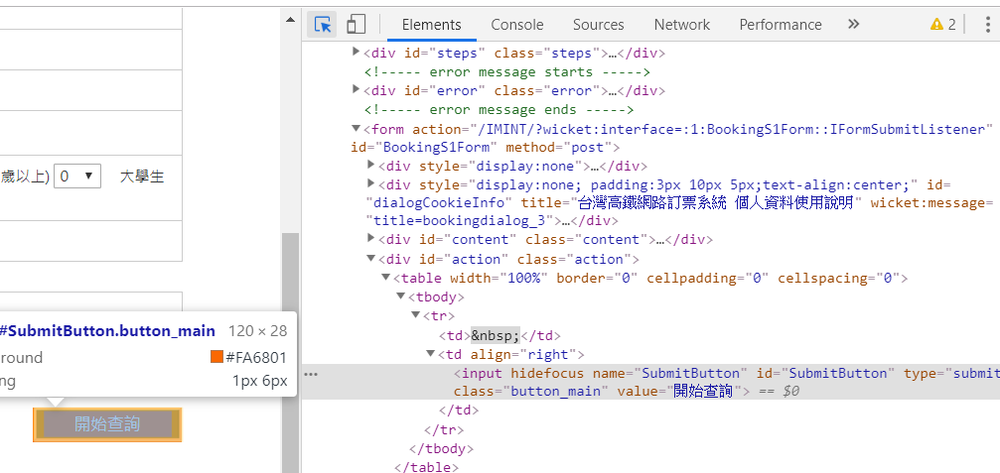 Elements Console Sources Network Performance » 2
<div id="steps" class="steps">…</div>
<!----- error message starts ----->
<div id="error" class="error">…</div>
<!----- error message ends ----->
<form action="/IMINT/?wicket:interface=:1:BookingS1Form::IFormSubmitListener"
id="BookingS1Form" method="post">
<div style="display:none">…</div>
<div style="display:none; padding:3px 10px 5px;text-align:center;" id=
"dialogCookieInfo" title="台灣高鐵網路訂票系統 個人資料使用說明" wicket:message=
"title=bookingdialog_3">…</div>
<div id="content" class="content">…</div>
<div id="action" class="action">
<table width="100%" border="0" cellpadding="0" cellspacing="0">
<tbody>
<tr>
<td>&nbsp;</td>
<td align="right">
<input hidefocus name="SubmitButton" id="SubmitButton" type="submit
class="button_main" value="開始查詢"> == $0
</td>
</tr>
</tbody>
</table>
歲以上) 0 大學生
#SubmitButton.button_main 120 × 28
round #FA6801
ng 1px 6px
開始查詢